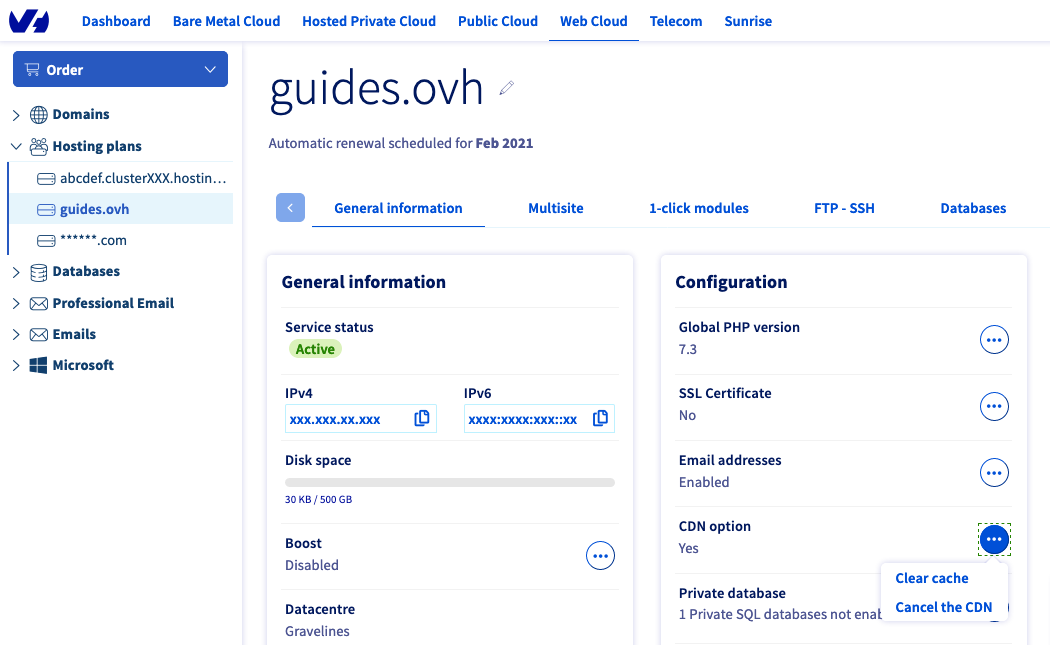 Dashboard
Bare Metal Cloud
Hosted Private Cloud
Public Cloud
Web Cloud
Telecom
Sunrise
Order
Domains
Hosting plans
abcdef.clusterXXX.hostin...
guides.ovh
******.com
Databases
Professional Email
Emails
Microsoft
guides.ovh
Automatic renewal scheduled for Feb 2021
General information
Multisite
1-click modules
FTP - SSH
Databases
General information
Service status
Active
IPv4
IPv6
xxx.xxx.xx.xxx
xxxx:xxxx:xxx::xx
Disk space
30 KB / 500 GB
Boost
Disabled
Datacentre
Gravelines
Configuration
Global PHP version
7.3
SSL Certificate
No
Email addresses
Enabled
CDN option
Yes
Clear cache
Cancel the CDN
Private database
1 Private SQL databases not